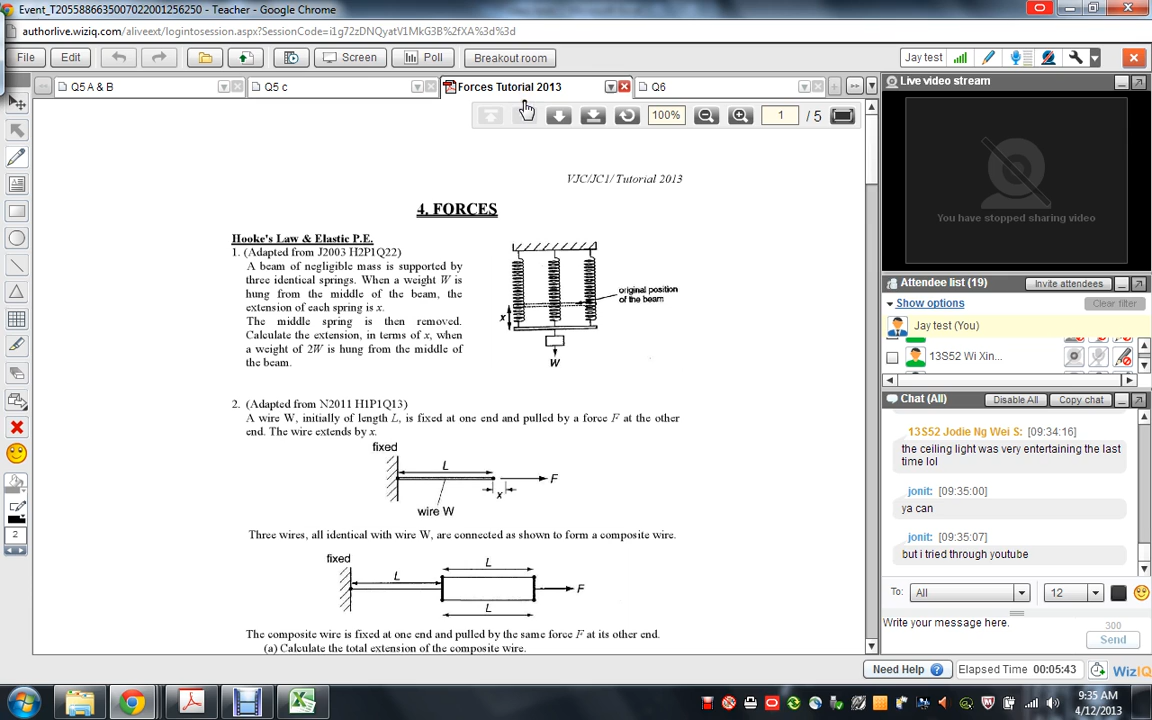 Event_T2055886635007022001256250 - Teacher - Google Chrome
authorlive.wiziq.com/aliveext/logintosession.aspx?SessionCode=i1g72zDNQyatV1MkG3B%2FXA%3d%3d
File
Edit
Screen
Poll
Breakout room
Jay test
Q5 A & B
Q5 c
Forces Tutorial 2013
Q6
Live video stream
100%
1
/ 5
VJC/JC1/ Tutorial 2013
4. FORCES
Hooke's Law & Elastic P.E.
1. (Adapted from J2003 H2P1Q22)
A beam of negligible mass is supported by
three identical springs. When a weight W is
hung from the middle of the beam, the
extension of each spring is x.
The middle spring is then removed.
Calculate the extension, in terms of x, when
a weight of 2W is hung from the middle of
the beam.
original position
of the beam
x
W
2. (Adapted from N2011 H1P1Q13)
A wire W, initially of length L, is fixed at one end and pulled by a force F at the other
end. The wire extends by x.
fixed
L
F
x
wire W
Three wires, all identical with wire W, are connected as shown to form a composite wire.
fixed
L
L
F
L
The composite wire is fixed at one end and pulled by the same force F at its other end.
(a) Calculate the total extension of the composite wire.
2
You have stopped sharing video
Attendee list (19)
Invite attendees
Show options
Clear filter
Jay test (You)
13S52 Wi Xin...
Chat (All)
Disable All
Copy chat
13S52 Jodie Ng Wei S: [09:34:16]
the ceiling light was very entertaining the last
time lol
jonit: [09:35:00]
ya can
jonit: [09:35:07]
but i tried through youtube
To:
All
12
Write your message here.
300
Send
Need Help
Elapsed Time
00:05:43
WizIQ
9:35 AM
4/12/2013